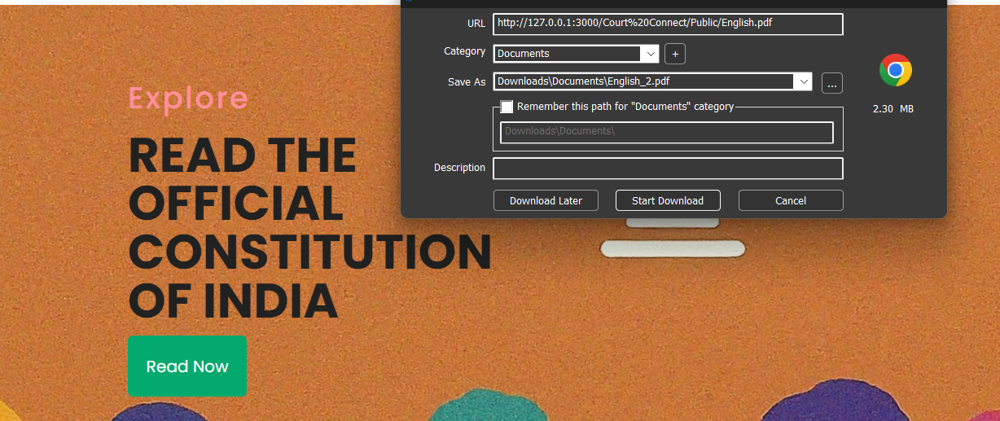 Explore
READ THE
OFFICIAL
CONSTITUTION
OF INDIA
Read Now
URL http://127.0.0.1:3000/Court%20Connect/Public/English.pdf
Category Documents +
Save As Downloads\Documents\English_2.pdf ...
Remember this path for "Documents" category
Downloads\Documents\
2.30 MB
Description
Download Later Start Download Cancel